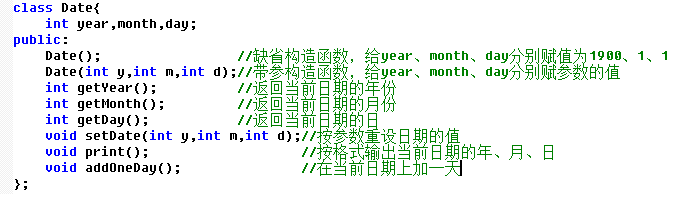 class Date{
    int year,month,day;
public:
    Date();                 //缺省构造函数，给year、month、day分别赋值为1900、1、1
    Date(int y,int m,int d);//带参构造函数，给year、month、day分别赋参数的值
    int getYear();          //返回当前日期的年份
    int getMonth();         //返回当前日期的月份
    int getDay();           //返回当前日期的日
    void setDate(int y,int m,int d);//按参数重设日期的值
    void print();                   //按格式输出当前日期的年、月、日
    void addOneDay();               //在当前日期上加一天
};